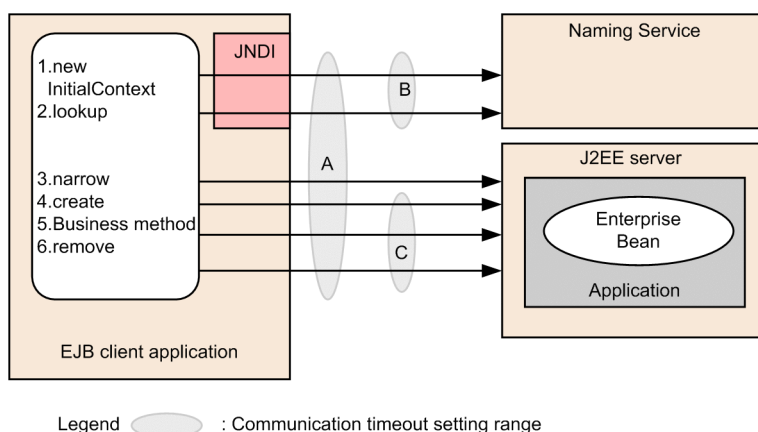 JNDI
1.new
InitialContext
2.lookup
3.narrow
4.create
5.Business method
6.remove
EJB client application
A
B
C
Naming Service
J2EE server
Enterprise
Bean
Application
Legend : Communication timeout setting range